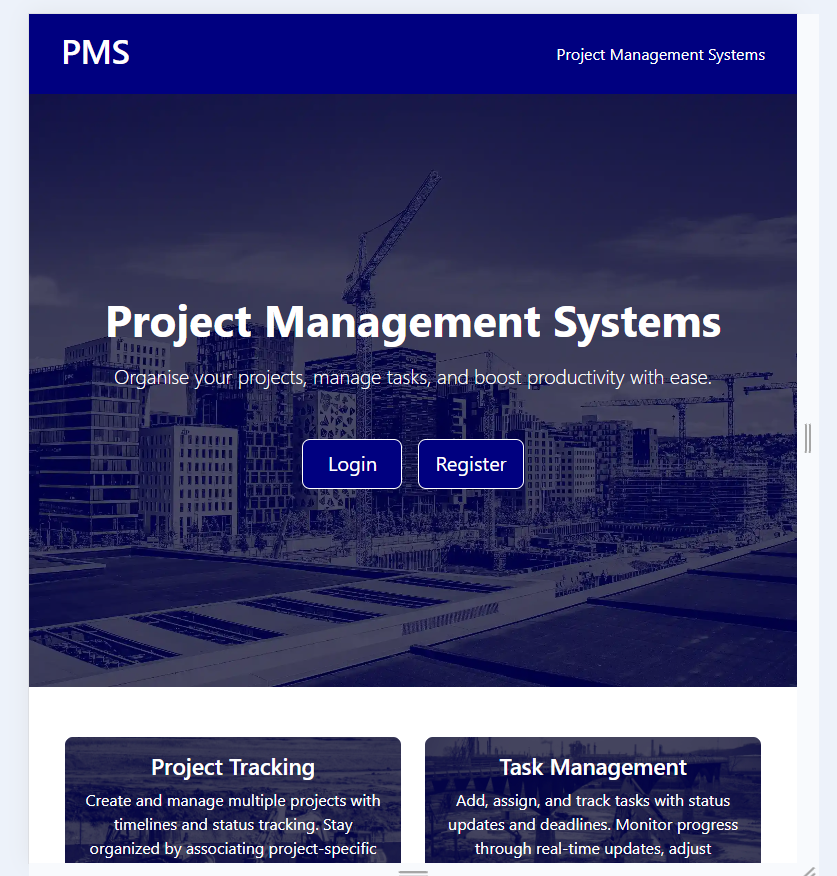 PMS
Project Management Systems
Project Management Systems
Organise your projects, manage tasks, and boost productivity with ease.
Login
Register
Project Tracking
Create and manage multiple projects with
timelines and status tracking. Stay
organized by associating project-specific
Task Management
Add, assign, and track tasks with status
updates and deadlines. Monitor progress
through real-time updates, adjust